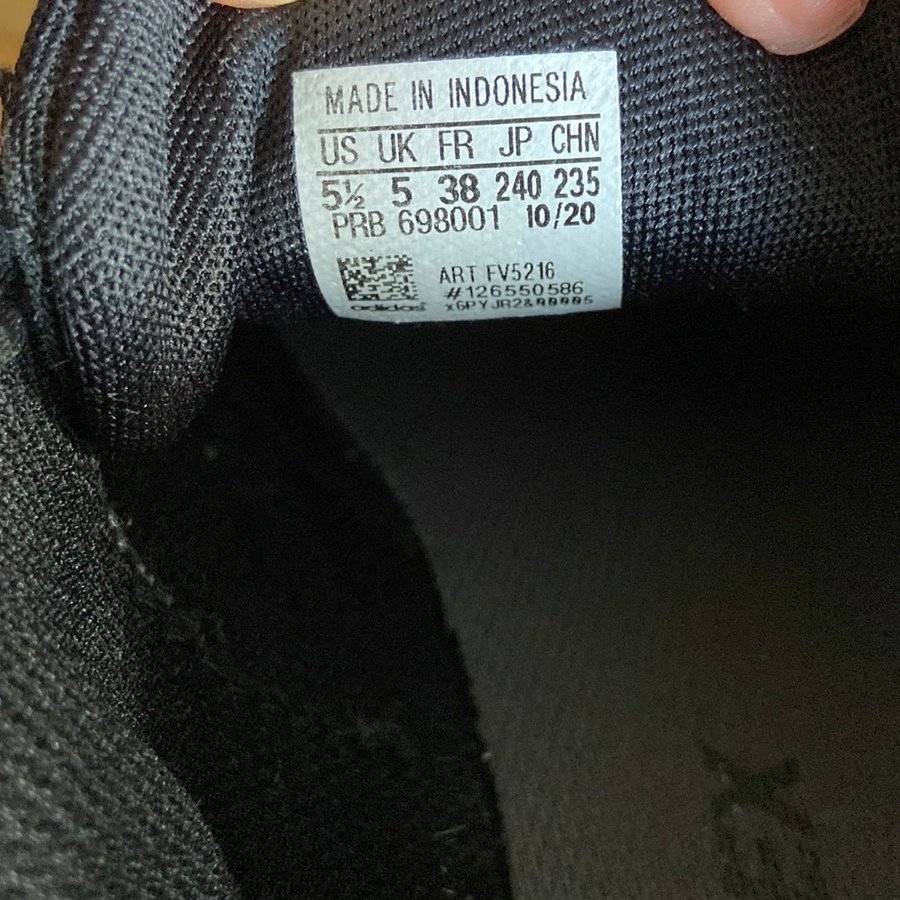 MADE IN INDONESIA
US UK FR JP CHN
5½ 5 38 240 235
PRB 698001 10/20
ART FV5216
#126550586
adidas